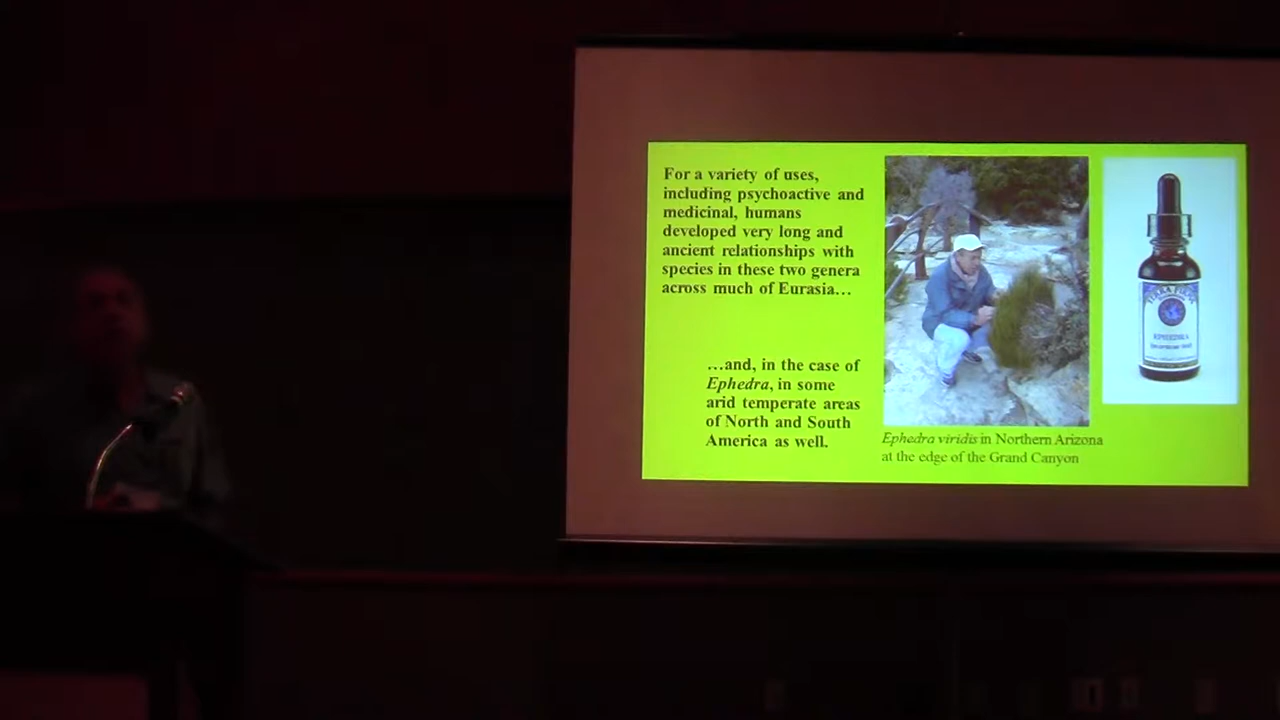 For a variety of uses,
including psychoactive and
medicinal, humans
developed very long and
ancient relationships with
species in these two genera
across much of Eurasia…
…and, in the case of
Ephedra, in some
arid temperate areas
of North and South
America as well.
Ephedra viridis in Northern Arizona
at the edge of the Grand Canyon